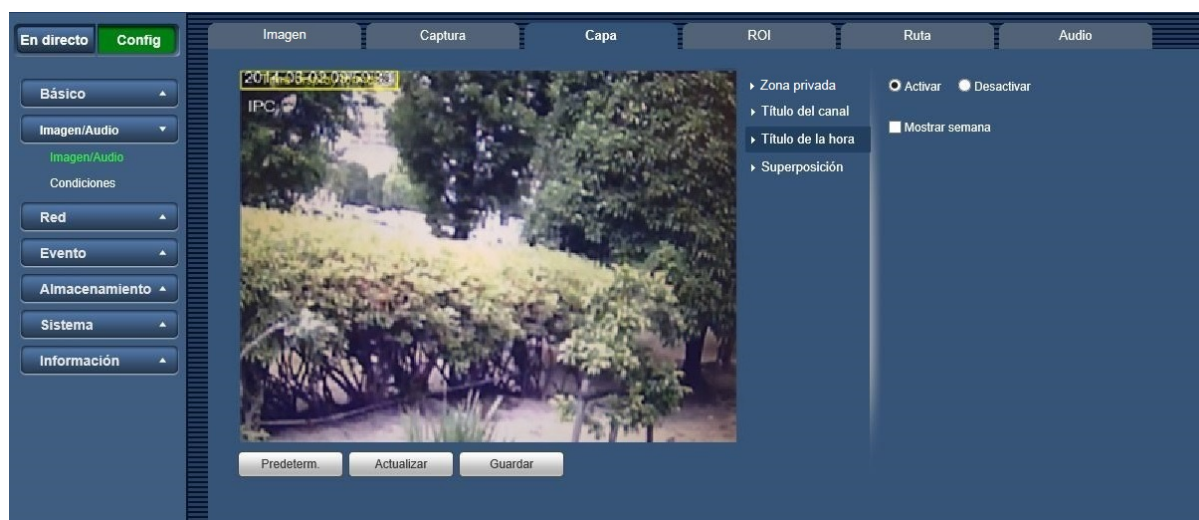 En directo
Config
Imagen
Captura
Capa
ROI
Ruta
Audio
Básico
Imagen/Audio
Imagen/Audio
Condiciones
Red
Evento
Almacenamiento
Sistema
Información
IPC
Zona privada
Título del canal
Título de la hora
Superposición
Activar
Desactivar
Mostrar semana
Predeterm.
Actualizar
Guardar